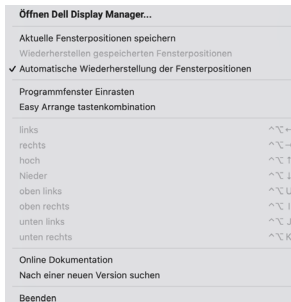 Öffnen Dell Display Manager...
Aktuelle Fensterpositionen speichern
Wiederherstellen gespeicherten Fensterpositionen
✓ Automatische Wiederherstellung der Fensterpositionen
Programmfenster Einrasten
Easy Arrange tastenkombination
links ^⌥←
rechts ^⌥→
hoch ^⌥↑
Nieder ^⌥↓
oben links ^⌥U
oben rechts ^⌥I
unten links ^⌥J
unten rechts ^⌥K
Online Dokumentation
Nach einer neuen Version suchen
Beenden